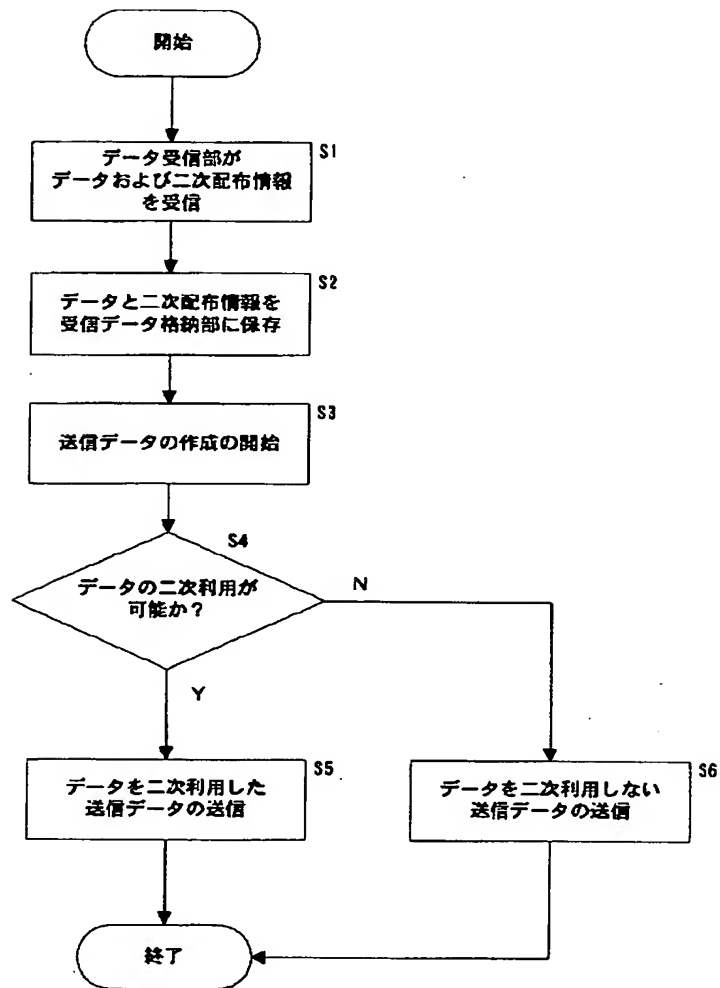 開始
S1
データ受信部が
データおよび二次配布情報
を受信
S2
データと二次配布情報を
受信データ格納部に保存
S3
送信データの作成の開始
S4
データの二次利用が
可能か？
N
Y
S5
データを二次利用した
送信データの送信
S6
データを二次利用しない
送信データの送信
終了